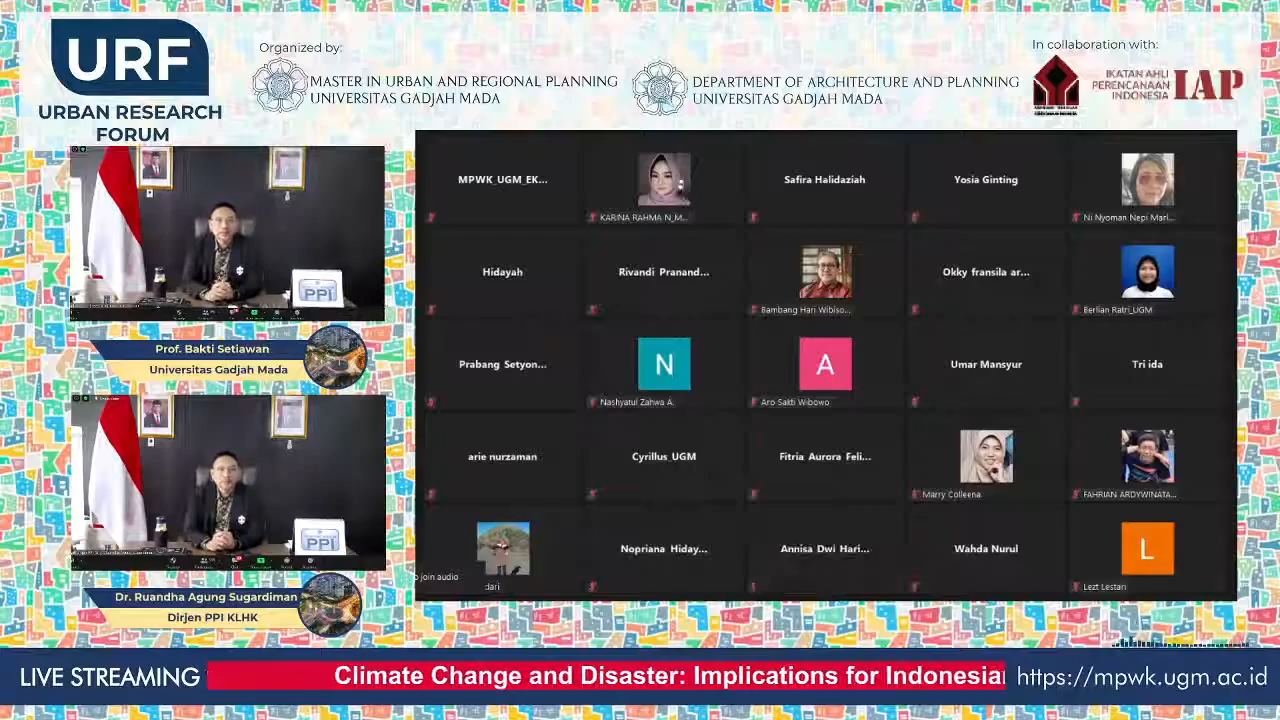 URF
URBAN RESEARCH
FORUM
Organized by:
MASTER IN URBAN AND REGIONAL PLANNING
UNIVERSITAS GADJAH MADA
DEPARTMENT OF ARCHITECTURE AND PLANNING
UNIVERSITAS GADJAH MADA
In collaboration with:
IKATAN AHLI
PERENCANAAN
INDONESIA
IAP
PPI
Prof. Bakti Setiawan
Universitas Gadjah Mada
PPI
Dr. Ruandha Agung Sugardiman
Dirjen PPI KLHK
MPWK_UGM_EK...
KARINA RAHMA N_M...
Safira Halidaziah
Yosia Ginting
Ni Nyoman Nepi Marl...
Hidayah
Rivandi Pranand...
Bambang Hari Wibiso...
Okky fransila ar...
Berlian Ratri_UGM
Prabang Setyon...
N
Nashyatul Zahwa A.
A
Aro Sakti Wibowo
Umar Mansyur
Tri ida
arie nurzaman
Cyrillus_UGM
Fitria Aurora Feli...
Marry Colleena
FAHRIAN ARDYWINATA...
o join audio
dari
Nopriana Hiday...
Annisa Dwi Hari...
Wahda Nurul
L
Lezt Lestari
LIVE STREAMING
Climate Change and Disaster: Implications for Indonesia
https://mpwk.ugm.ac.id